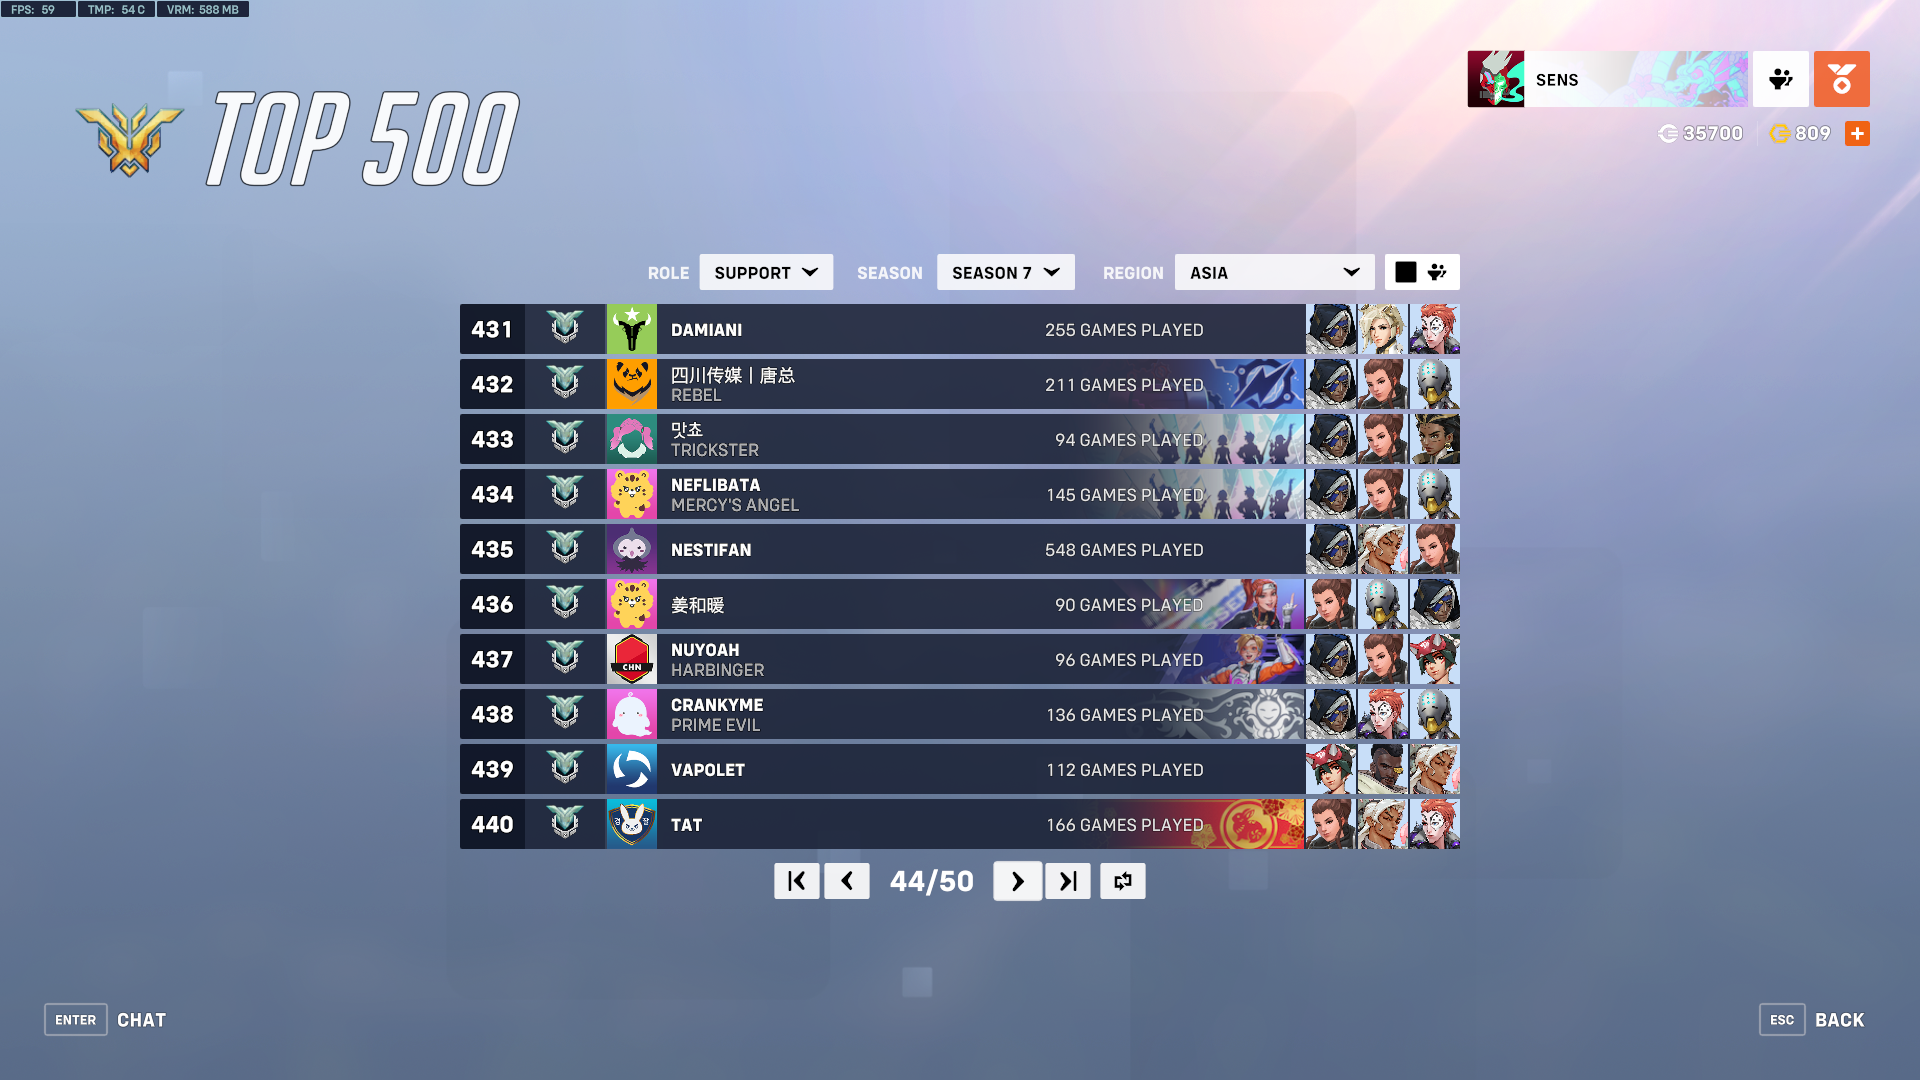 FPS: 59 TMP: 54 C VRM: 588 MB
TOP 500
SENS
35700 809
ROLE SUPPORT SEASON SEASON 7 REGION ASIA
431 DAMIANI 255 GAMES PLAYED
432 四川传媒丨唐总 211 GAMES PLAYED
REBEL
433 맛쵸 94 GAMES PLAYED
TRICKSTER
434 NEFLIBATA 145 GAMES PLAYED
MERCY'S ANGEL
435 NESTIFAN 548 GAMES PLAYED
436 姜和暖 90 GAMES PLAYED
437 NUYOAH 96 GAMES PLAYED
HARBINGER
CHN
438 CRANKYME 136 GAMES PLAYED
PRIME EVIL
439 VAPOLET 112 GAMES PLAYED
440 TAT 166 GAMES PLAYED
44/50
ENTER CHAT
ESC BACK